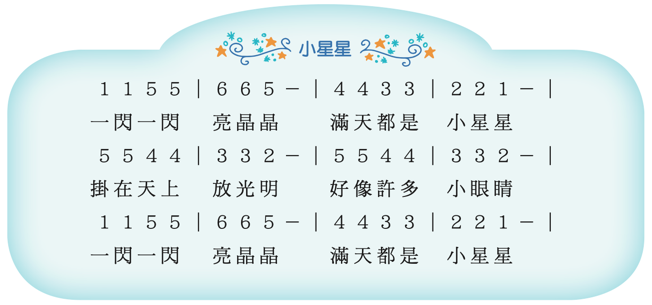 小星星
1 1 5 5 | 6 6 5 － | 4 4 3 3 | 2 2 1 － |
一閃一閃 亮晶晶 滿天都是 小星星
5 5 4 4 | 3 3 2 － | 5 5 4 4 | 3 3 2 － |
掛在天上 放光明 好像許多 小眼睛
1 1 5 5 | 6 6 5 － | 4 4 3 3 | 2 2 1 － |
一閃一閃 亮晶晶 滿天都是 小星星